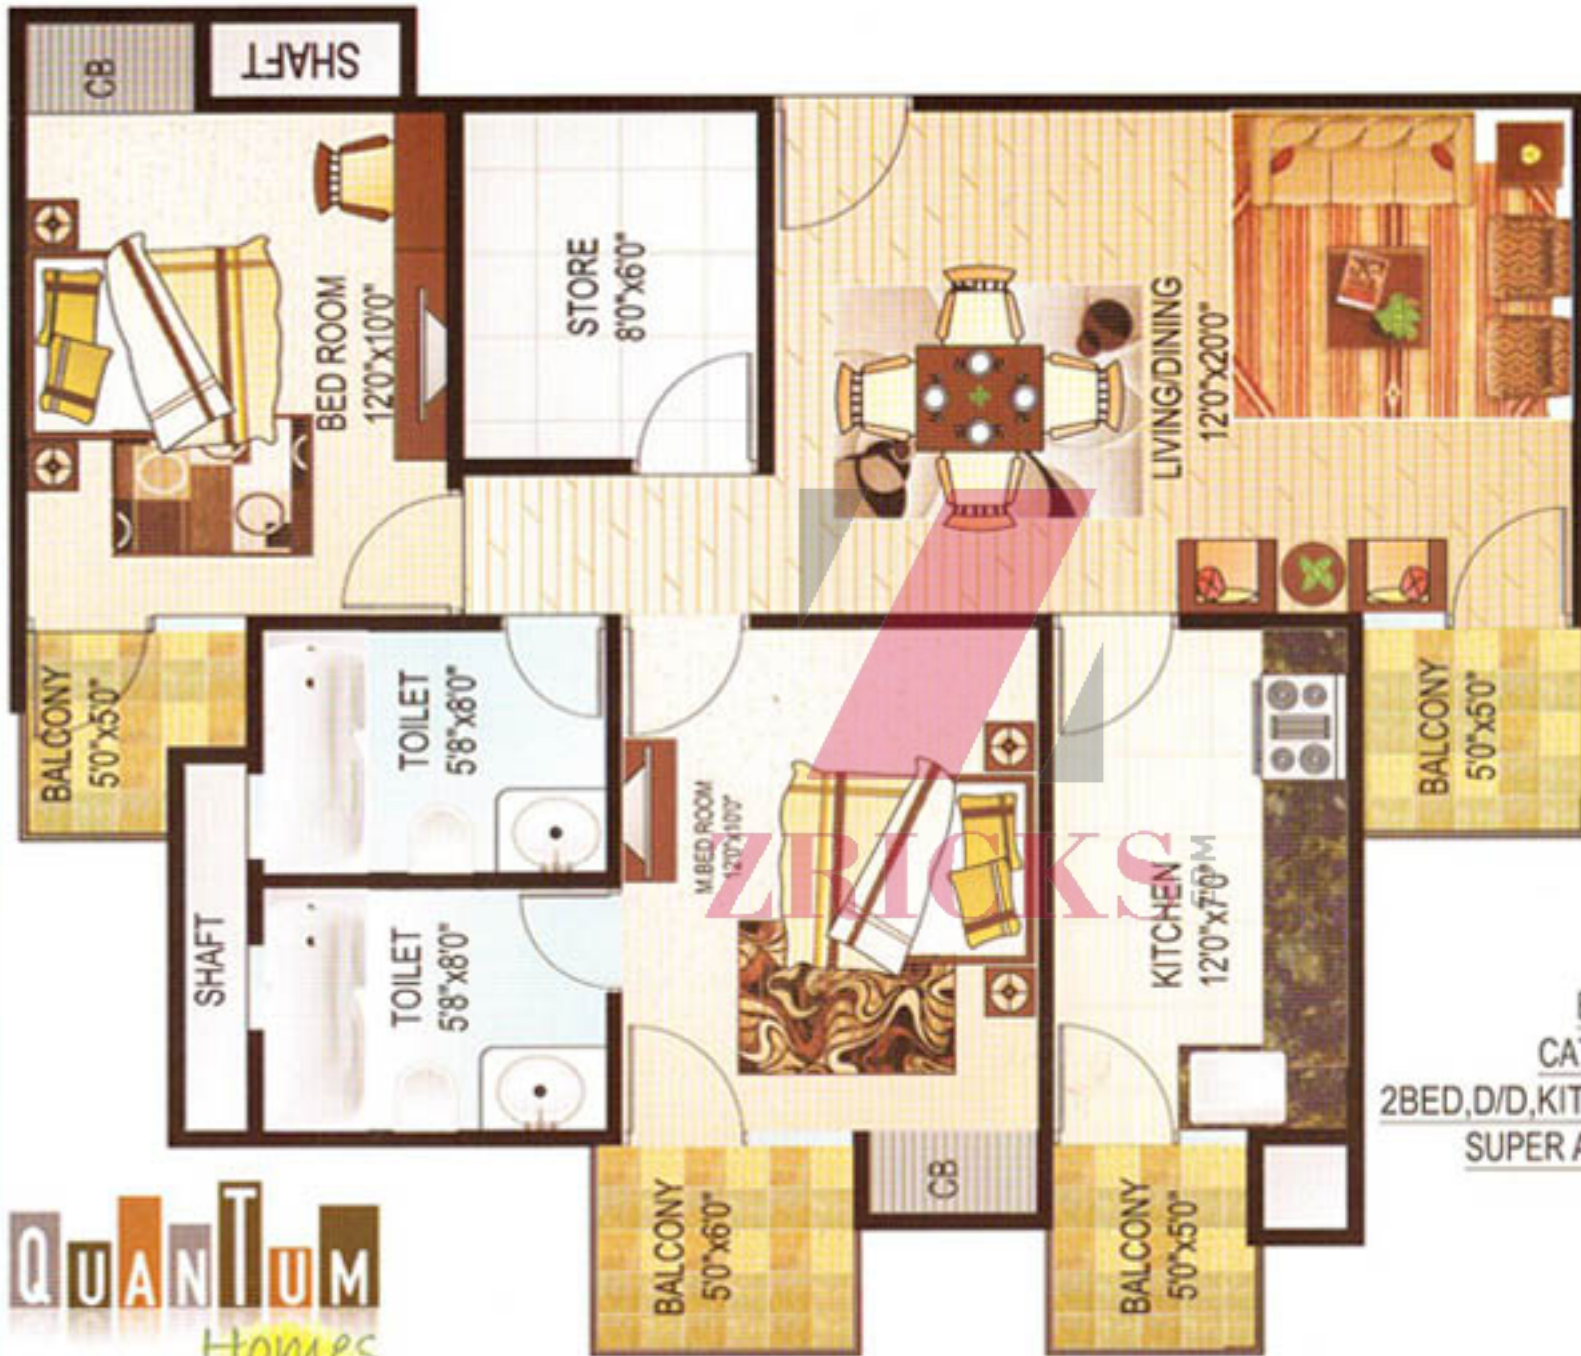 CB
SHAFT
BED ROOM
12'0"x10'0"
STORE
8'0"x6'0"
LIVING/DINING
12'0"x20'0"
BALCONY
5'0"x5'0"
TOILET
5'8"x8'0"
SHAFT
TOILET
5'8"x8'0"
M.BED ROOM
12'0"x10'0"
KITCHEN
12'0"x7'0"
BALCONY
5'0"x5'0"
ZRICKS
.COM
BALCONY
5'0"x6'0"
CB
BALCONY
5'0"x5'0"
2BED,D/D,KIT
SUPER A
QUANTUM
Homes